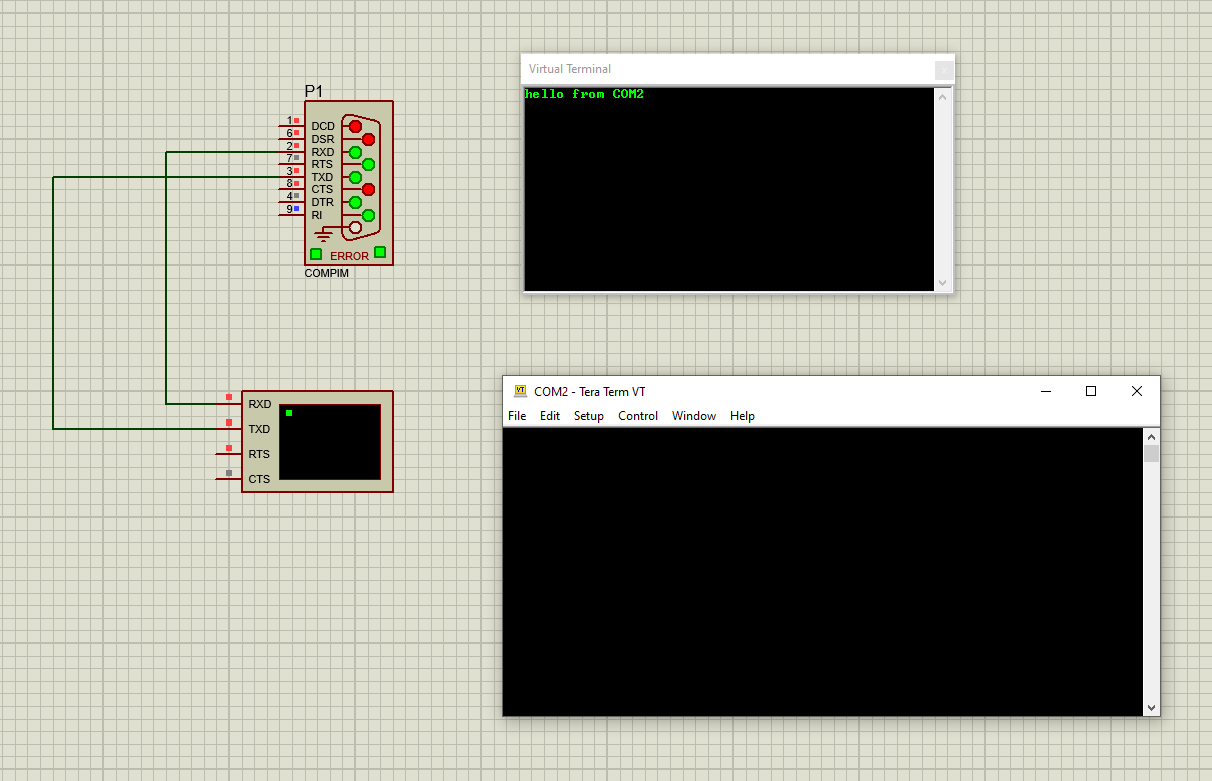 P1
1 DCD
6 DSR
2 RXD
7 RTS
3 TXD
8 CTS
4 DTR
9 RI
ERROR
COMPIM
RXD
TXD
RTS
CTS
Virtual Terminal
hello from COM2
VT
COM2 - Tera Term VT
File Edit Setup Control Window Help